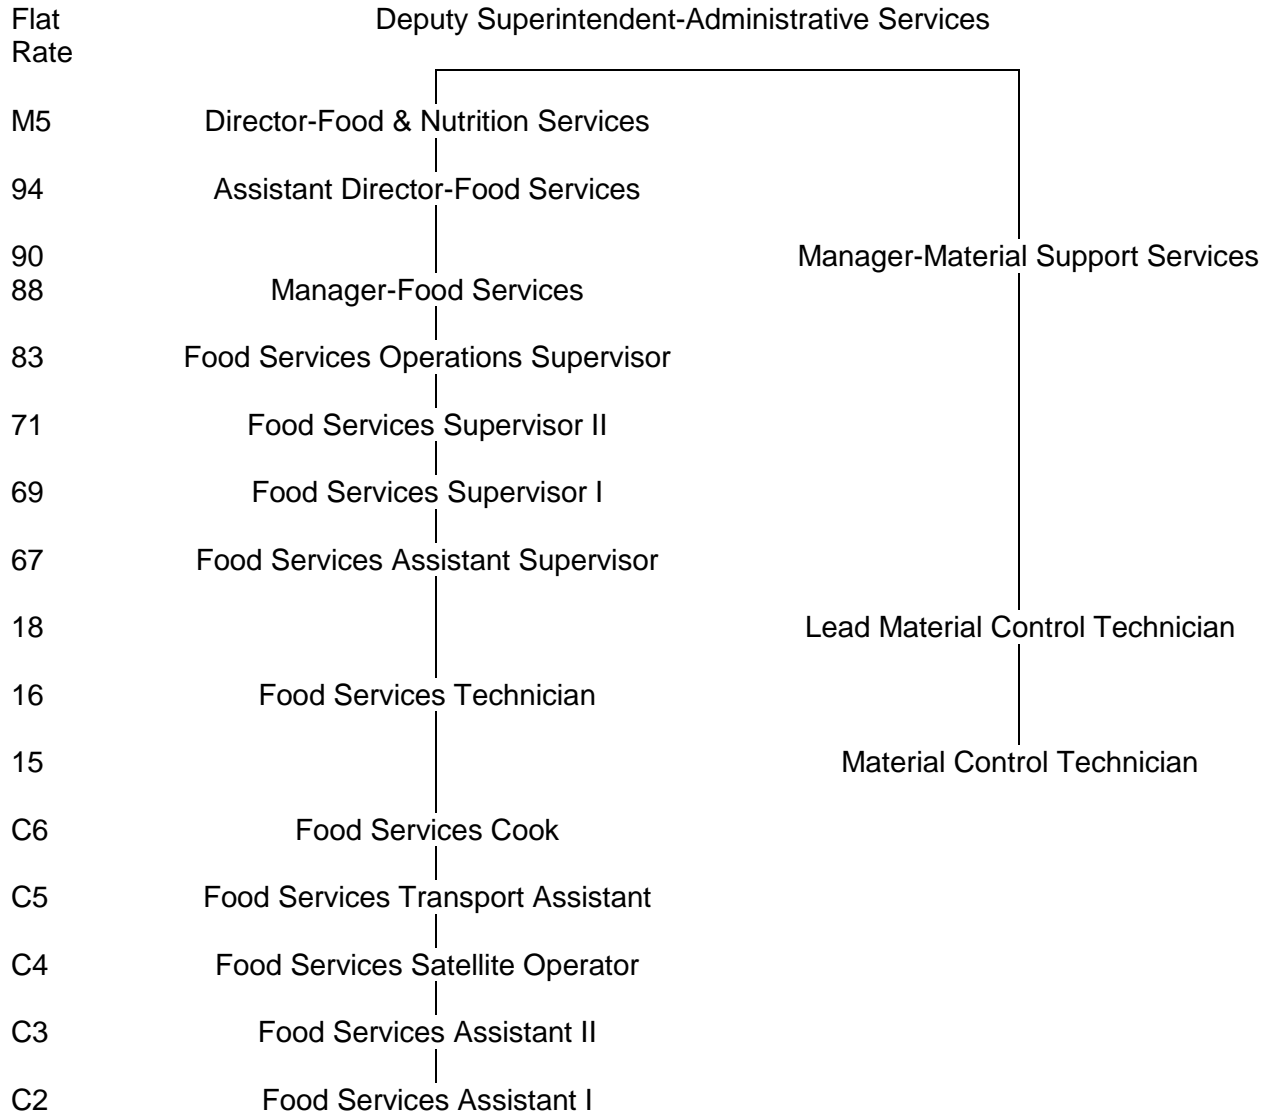 Flat Deputy Superintendent-Administrative Services
Rate
M5 Director-Food & Nutrition Services
94 Assistant Director-Food Services
90 Manager-Material Support Services
88 Manager-Food Services
83 Food Services Operations Supervisor
71 Food Services Supervisor II
69 Food Services Supervisor I
67 Food Services Assistant Supervisor
18 Lead Material Control Technician
16 Food Services Technician
15 Material Control Technician
C6 Food Services Cook
C5 Food Services Transport Assistant
C4 Food Services Satellite Operator
C3 Food Services Assistant II
C2 Food Services Assistant I